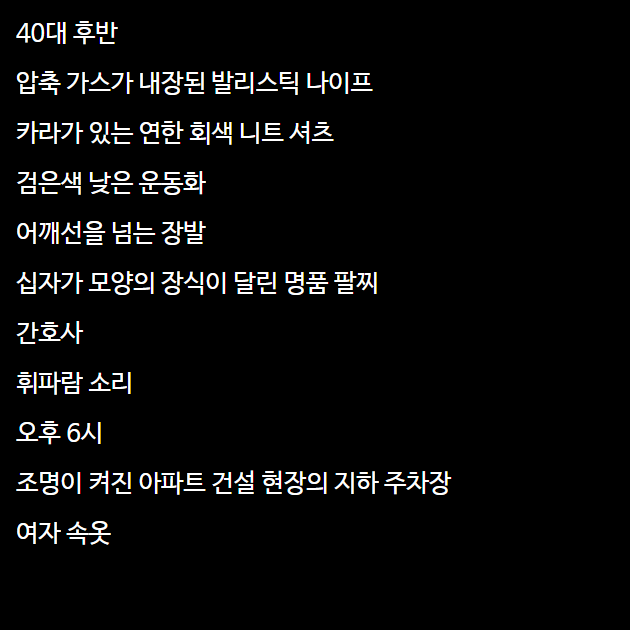 40대 후반
압축 가스가 내장된 발리스틱 나이프
카라가 있는 연한 회색 니트 셔츠
검은색 낮은 운동화
어깨선을 넘는 장발
십자가 모양의 장식이 달린 명품 팔찌
간호사
휘파람 소리
오후 6시
조명이 켜진 아파트 건설 현장의 지하 주차장
여자 속옷